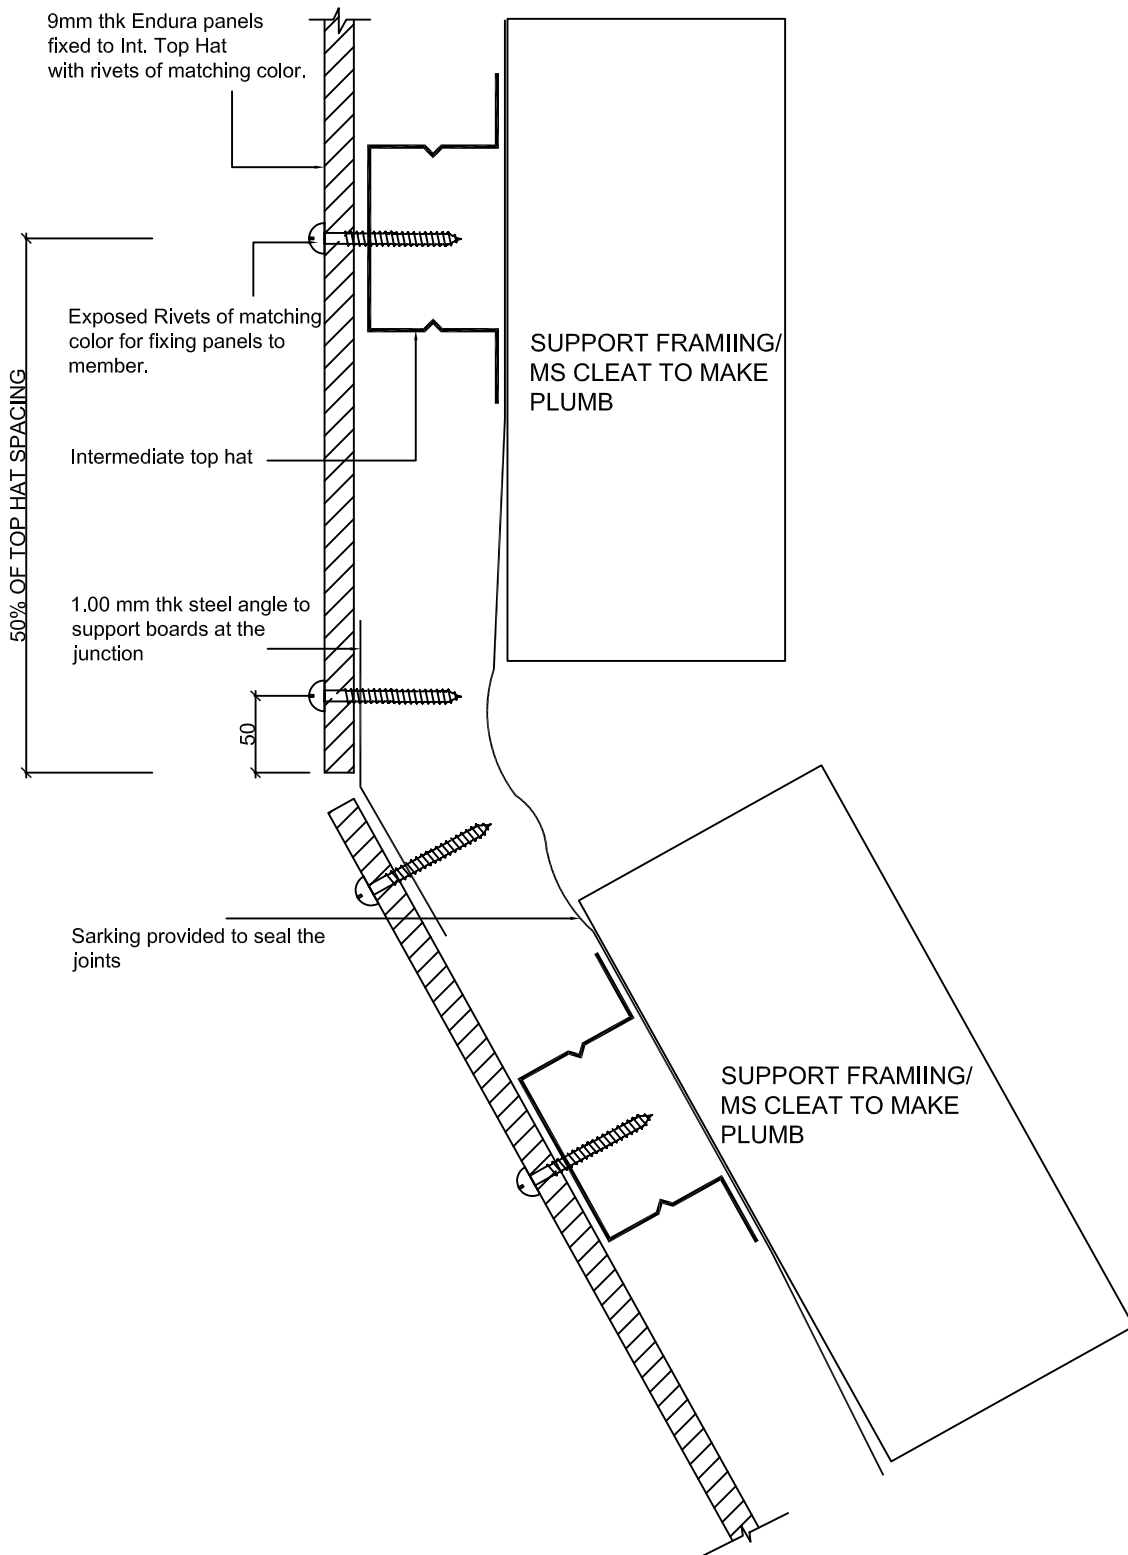 9mm thk Endura panels
fixed to Int. Top Hat
with rivets of matching color.
Exposed Rivets of matching
color for fixing panels to
member.
50% OF TOP HAT SPACING
SUPPORT FRAMIING/
MS CLEAT TO MAKE
PLUMB
Intermediate top hat
1.00 mm thk steel angle to
support boards at the
junction
50
Sarking provided to seal the
joints
SUPPORT FRAMIING/
MS CLEAT TO MAKE
PLUMB